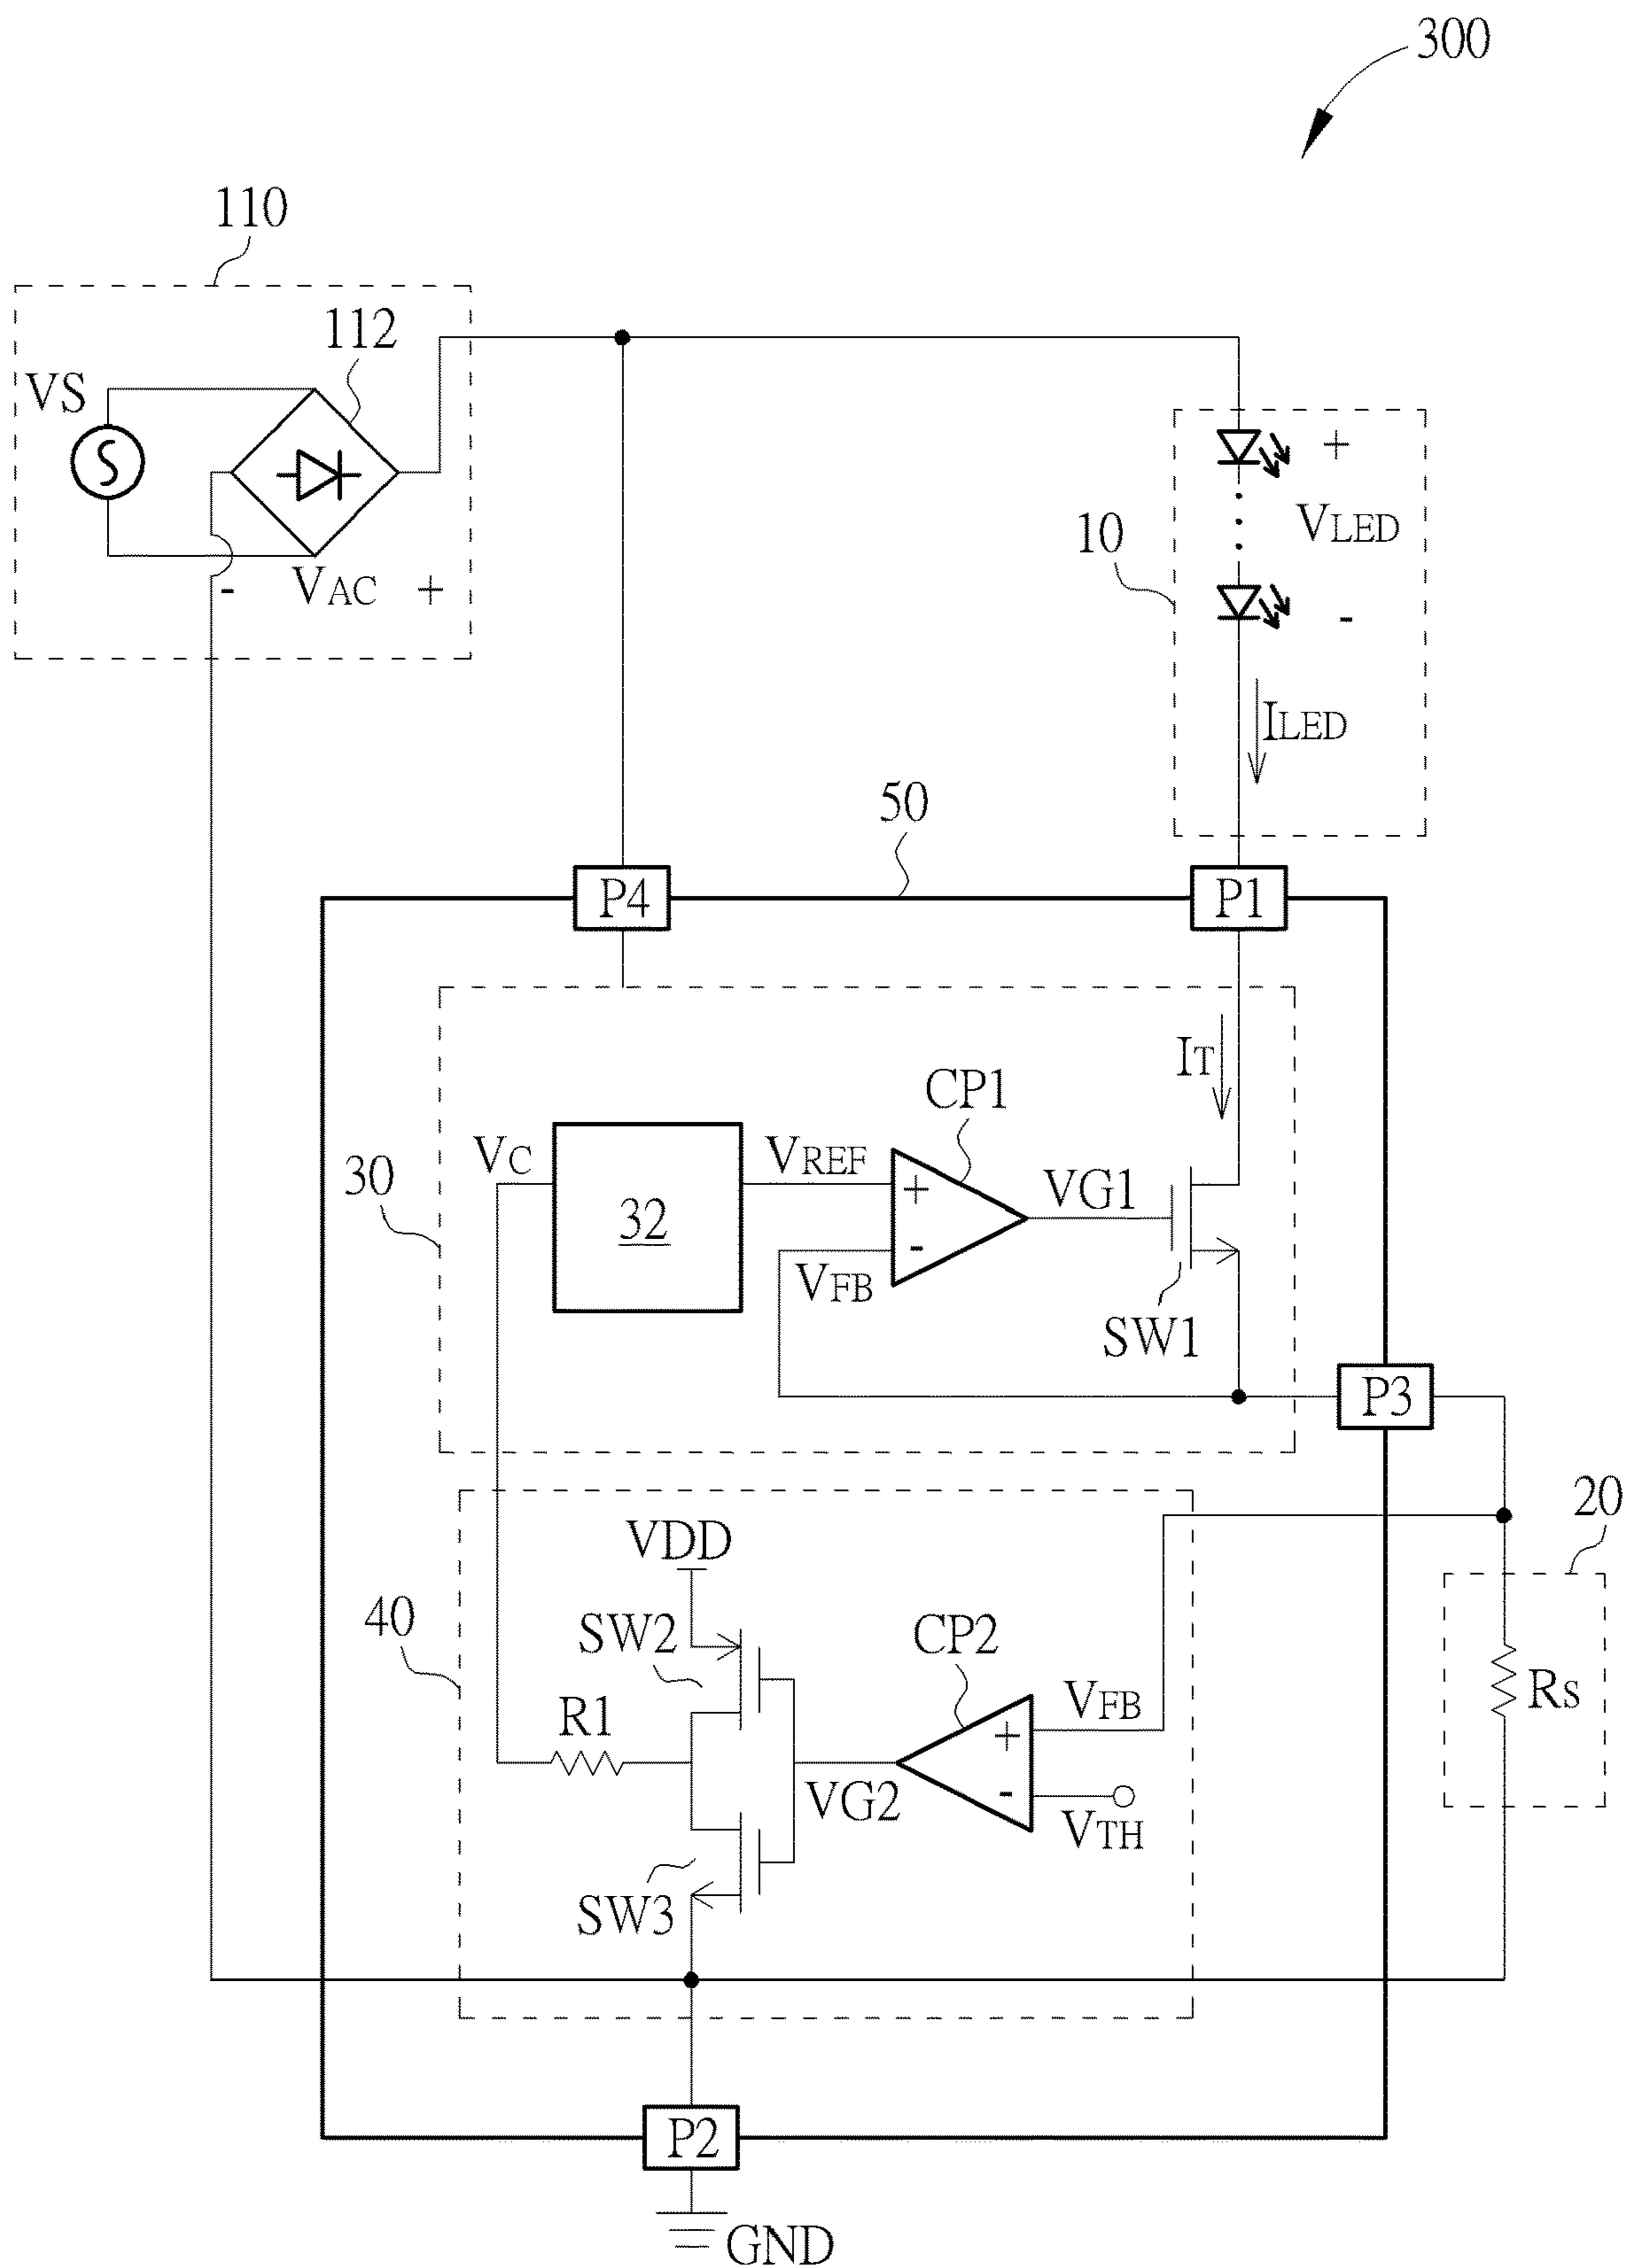 300
110
112
VS
- VAC +
10
+
VLED
-
ILED
50
P4
P1
IT
30
VC
32
VREF
CP1
+
-
VFB
VG1
SW1
P3
20
RS
40
VDD
SW2
R1
SW3
VG2
CP2
+
-
VFB
VTH
P2
GND